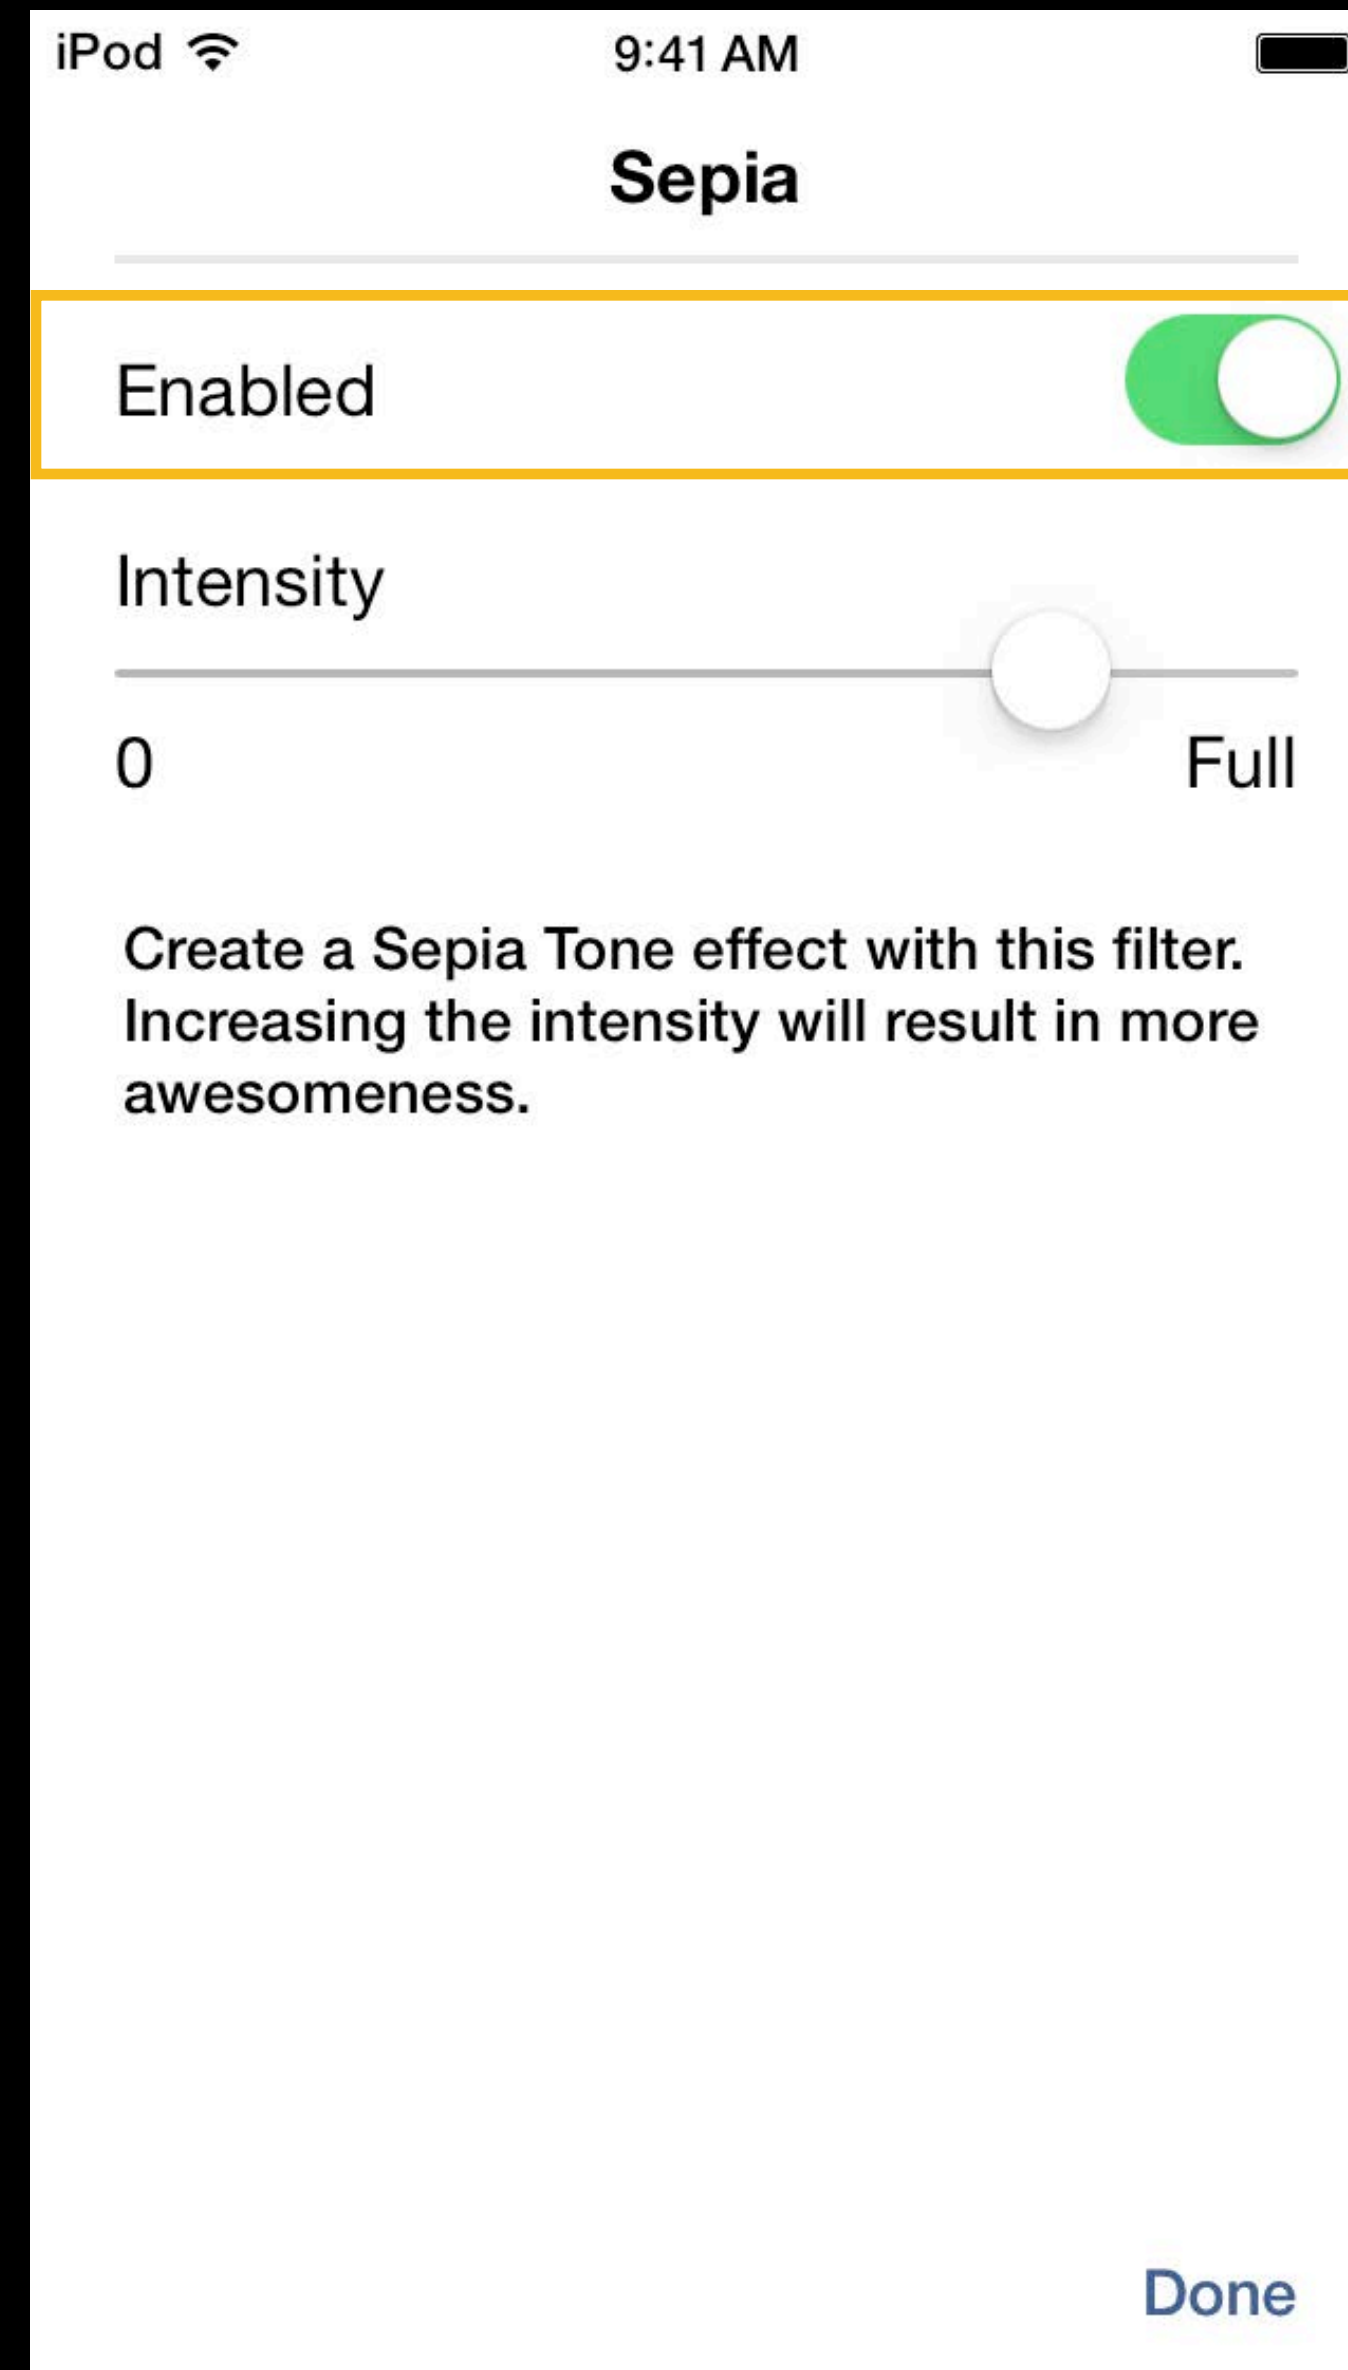 iPod 9:41 AM
Sepia
Enabled
Intensity
0 Full
Create a Sepia Tone effect with this filter.
Increasing the intensity will result in more
awesomeness.
Done